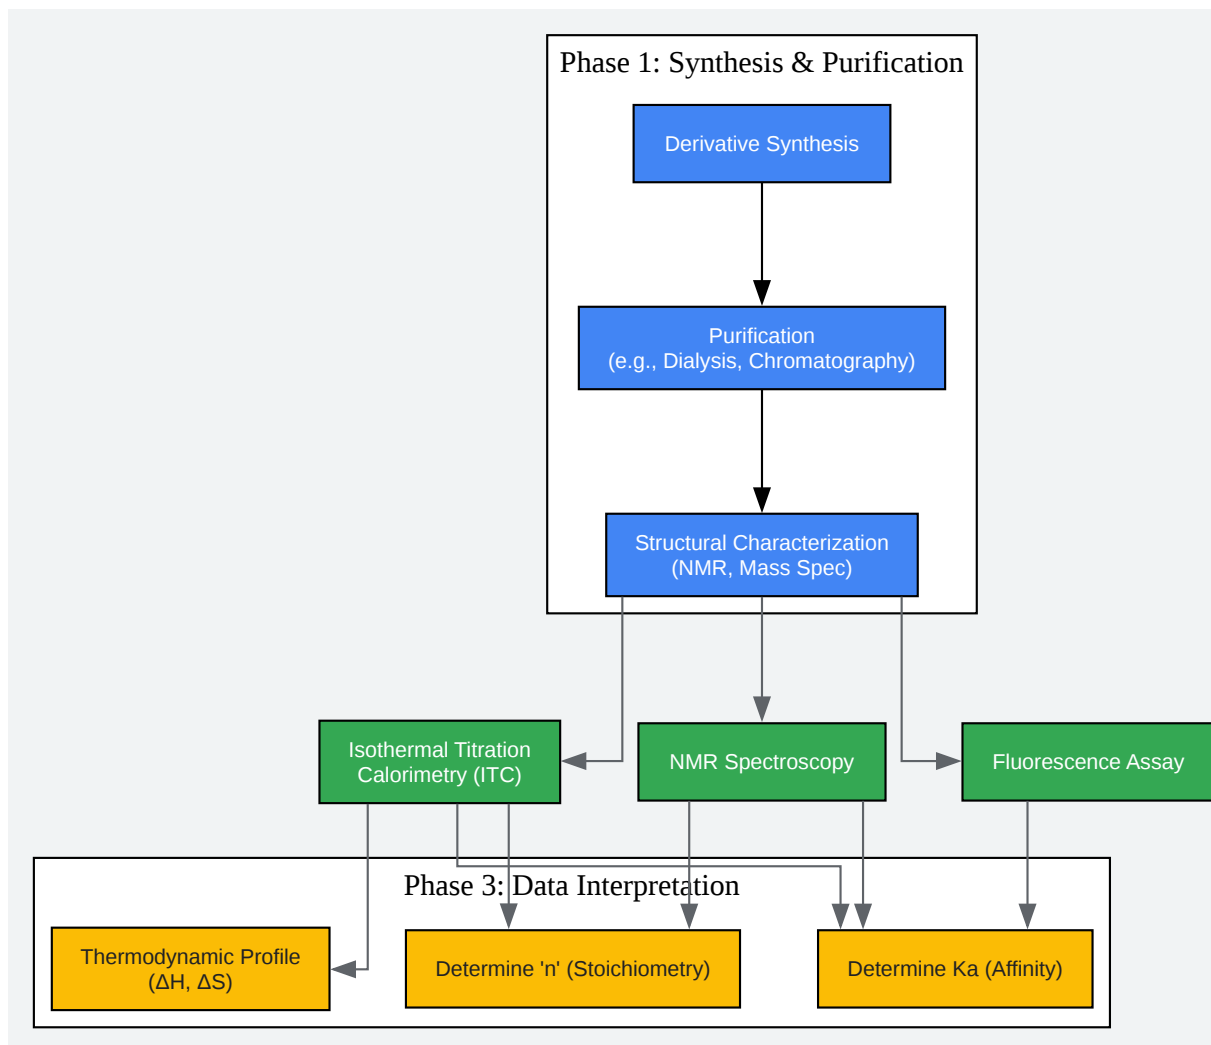 Phase 1: Synthesis & Purification
Derivative Synthesis
Purification
(e.g., Dialysis, Chromatography)
Structural Characterization
(NMR, Mass Spec)
Isothermal Titration
Calorimetry (ITC)
NMR Spectroscopy
Fluorescence Assay
Phase 3: Data Interpretation
Thermodynamic Profile
(ΔH, ΔS)
Determine 'n' (Stoichiometry)
Determine Ka (Affinity)